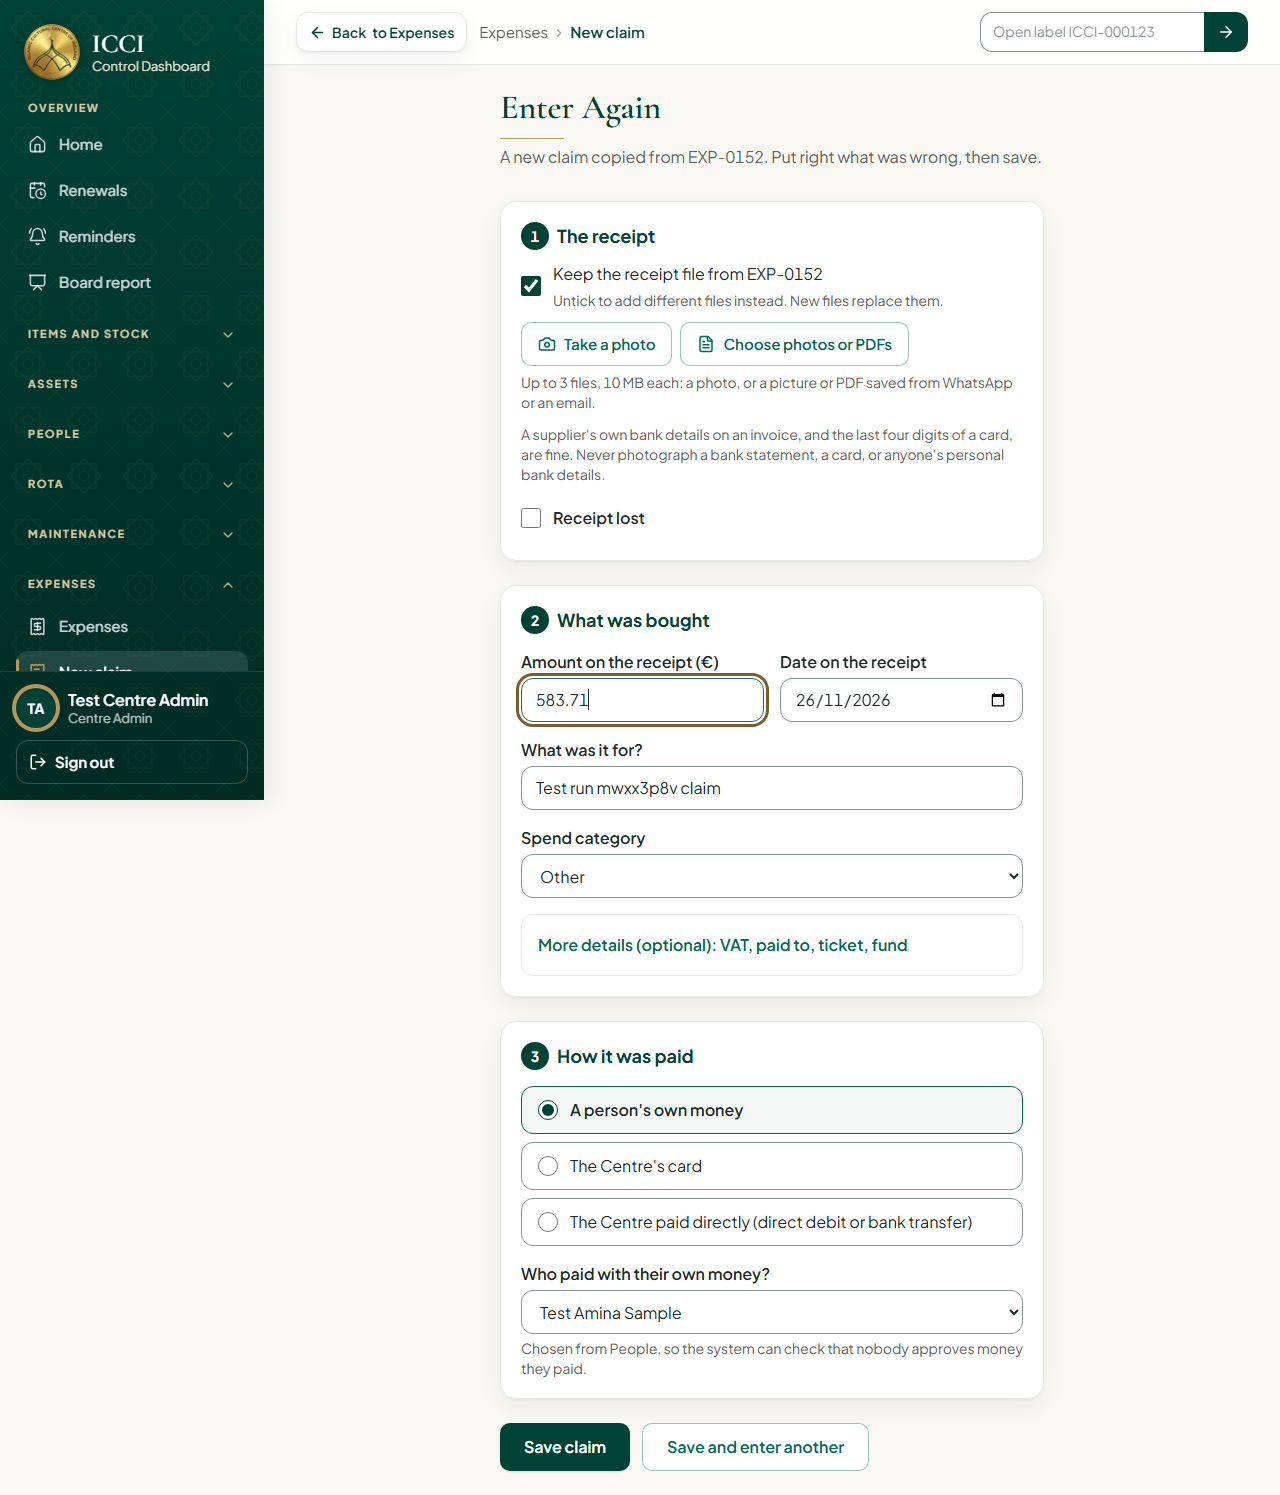 ICCI
Control Dashboard
OVERVIEW
Home
Renewals
Reminders
Board report
ITEMS AND STOCK
ASSETS
PEOPLE
ROTA
MAINTENANCE
EXPENSES
Expenses
New claim
TA
Test Centre Admin
Centre Admin
Sign out
Back to Expenses
Expenses › New claim
Open label ICCI-000123
Enter Again
A new claim copied from EXP-0152. Put right what was wrong, then save.
1 The receipt
Keep the receipt file from EXP-0152
Untick to add different files instead. New files replace them.
Take a photo
Choose photos or PDFs
Up to 3 files, 10 MB each: a photo, or a picture or PDF saved from WhatsApp
or an email.
A supplier's own bank details on an invoice, and the last four digits of a card,
are fine. Never photograph a bank statement, a card, or anyone's personal
bank details.
Receipt lost
2 What was bought
Amount on the receipt (€)
583.71
Date on the receipt
26/11/2026
What was it for?
Test run mwxx3p8v claim
Spend category
Other
More details (optional): VAT, paid to, ticket, fund
3 How it was paid
A person's own money
The Centre's card
The Centre paid directly (direct debit or bank transfer)
Who paid with their own money?
Test Amina Sample
Chosen from People, so the system can check that nobody approves money
they paid.
Save claim
Save and enter another